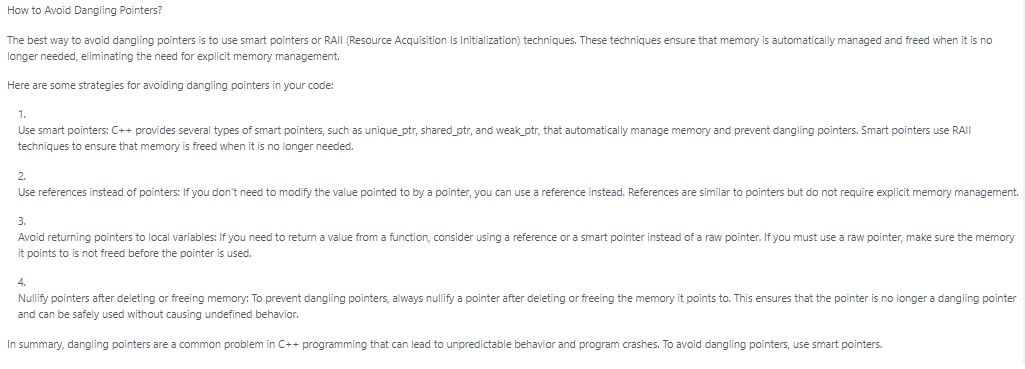 How to Avoid Dangling Pointers?
The best way to avoid dangling pointers is to use smart pointers or RAII (Resource Acquisition Is Initialization) techniques. These techniques ensure that memory is automatically managed and freed when it is no
longer needed, eliminating the need for explicit memory management.
Here are some strategies for avoiding dangling pointers in your code:
1.
Use smart pointers: C++ provides several types of smart pointers, such as unique_ptr, shared_ptr, and weak_ptr, that automatically manage memory and prevent dangling pointers. Smart pointers use RAII
techniques to ensure that memory is freed when it is no longer needed.
2.
Use references instead of pointers: If you don't need to modify the value pointed to by a pointer, you can use a reference instead. References are similar to pointers but do not require explicit memory management.
3.
Avoid returning pointers to local variables: If you need to return a value from a function, consider using a reference or a smart pointer instead of a raw pointer. If you must use a raw pointer, make sure the memory
it points to is not freed before the pointer is used.
4.
Nullify pointers after deleting or freeing memory: To prevent dangling pointers, always nullify a pointer after deleting or freeing the memory it points to. This ensures that the pointer is no longer a dangling pointer
and can be safely used without causing undefined behavior.
In summary, dangling pointers are a common problem in C++ programming that can lead to unpredictable behavior and program crashes. To avoid dangling pointers, use smart pointers.